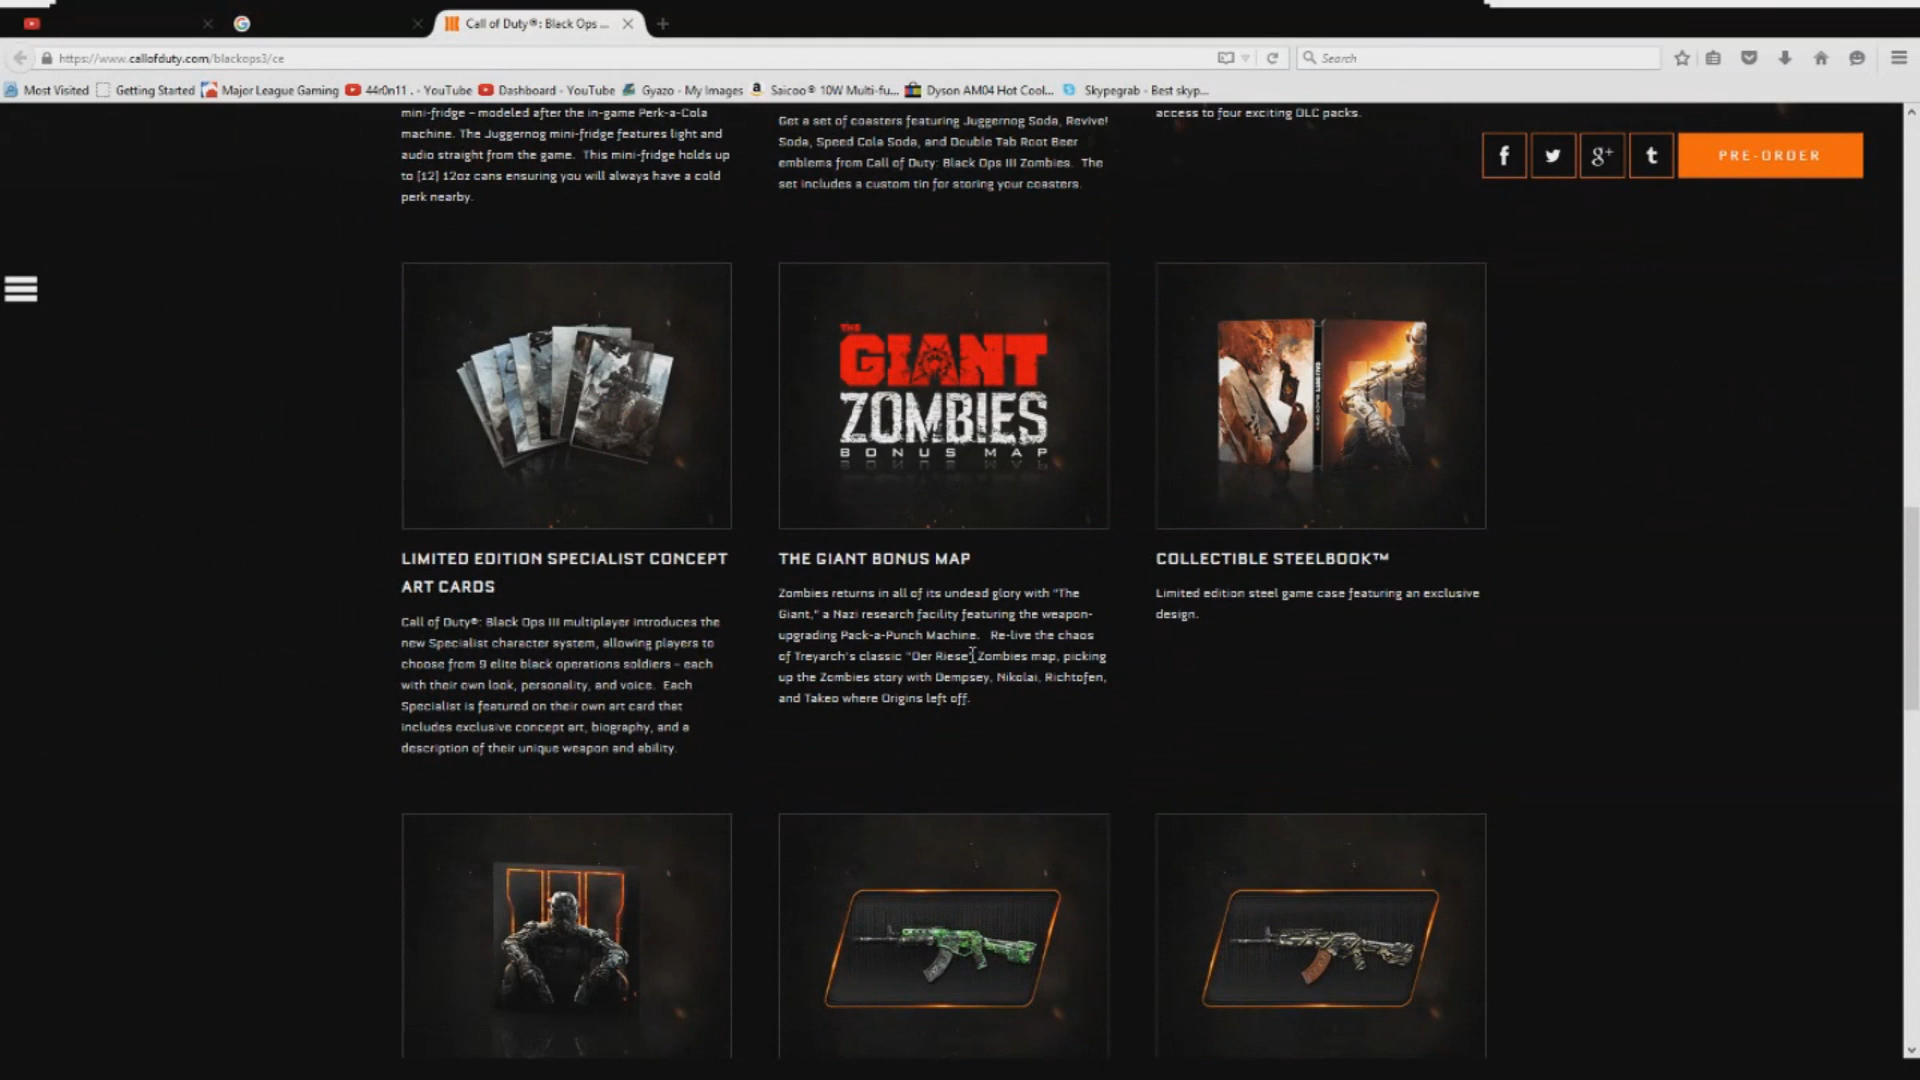 Call of Duty®: Black Ops ...
https://www.callofduty.com/blackops3/ce
Search
Most Visited
Getting Started
Major League Gaming
44r0n11 . - YouTube
Dashboard - YouTube
Gyazo - My Images
Saicoo® 10W Multi-fu...
Dyson AM04 Hot Cool...
Skypegrab - Best skyp...
mini-fridge – modeled after the in-game Perk-a-Cola
machine. The Juggernog mini-fridge features light and
audio straight from the game. This mini-fridge holds up
to [12] 12oz cans ensuring you will always have a cold
perk nearby.
Get a set of coasters featuring Juggernog Soda, Revive!
Soda, Speed Cola Soda, and Double Tab Root Beer
emblems from Call of Duty: Black Ops III Zombies. The
set includes a custom tin for storing your coasters.
access to four exciting DLC packs.
f
g+
t
PRE-ORDER
THE
GIANT
ZOMBIES
BONUS MAP
LIMITED EDITION SPECIALIST CONCEPT
ART CARDS
Call of Duty®: Black Ops III multiplayer introduces the
new Specialist character system, allowing players to
choose from 9 elite black operations soldiers – each
with their own look, personality, and voice. Each
Specialist is featured on their own art card that
includes exclusive concept art, biography, and a
description of their unique weapon and ability.
THE GIANT BONUS MAP
Zombies returns in all of its undead glory with "The
Giant," a Nazi research facility featuring the weapon-
upgrading Pack-a-Punch Machine. Re-live the chaos
of Treyarch's classic "Der Riese" Zombies map, picking
up the Zombies story with Dempsey, Nikolai, Richtofen,
and Takeo where Origins left off.
COLLECTIBLE STEELBOOK™
Limited edition steel game case featuring an exclusive
design.